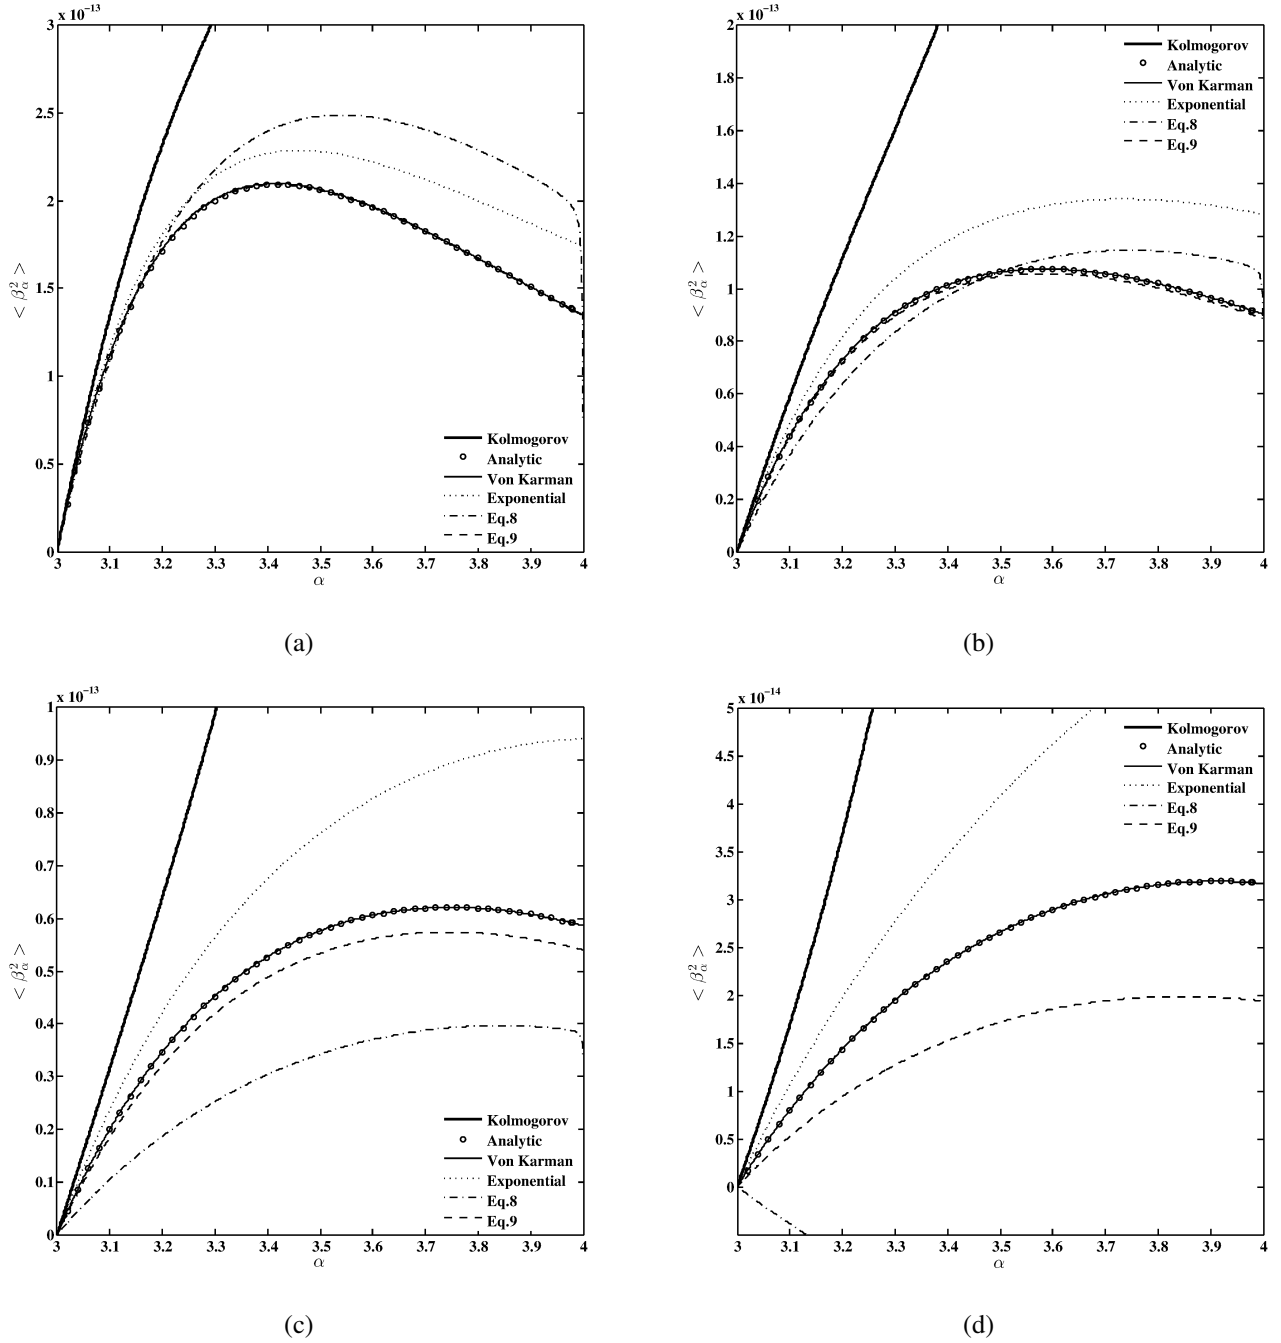 x 10⁻¹³
3
2.5
2
1.5
1
0.5
0
3 3.1 3.2 3.3 3.4 3.5 3.6 3.7 3.8 3.9 4
α
< β²α >
Kolmogorov
Analytic
Von Karman
Exponential
Eq.8
Eq.9
(a)
x 10⁻¹³
2
1.8
1.6
1.4
1.2
1
0.8
0.6
0.4
0.2
0
3 3.1 3.2 3.3 3.4 3.5 3.6 3.7 3.8 3.9 4
α
< β²α >
Kolmogorov
Analytic
Von Karman
Exponential
Eq.8
Eq.9
(b)
x 10⁻¹³
1
0.9
0.8
0.7
0.6
0.5
0.4
0.3
0.2
0.1
0
3 3.1 3.2 3.3 3.4 3.5 3.6 3.7 3.8 3.9 4
α
< β²α >
Kolmogorov
Analytic
Von Karman
Exponential
Eq.8
Eq.9
(c)
x 10⁻¹⁴
5
4.5
4
3.5
3
2.5
2
1.5
1
0.5
0
3 3.1 3.2 3.3 3.4 3.5 3.6 3.7 3.8 3.9 4
α
< β²α >
Kolmogorov
Analytic
Von Karman
Exponential
Eq.8
Eq.9
(d)